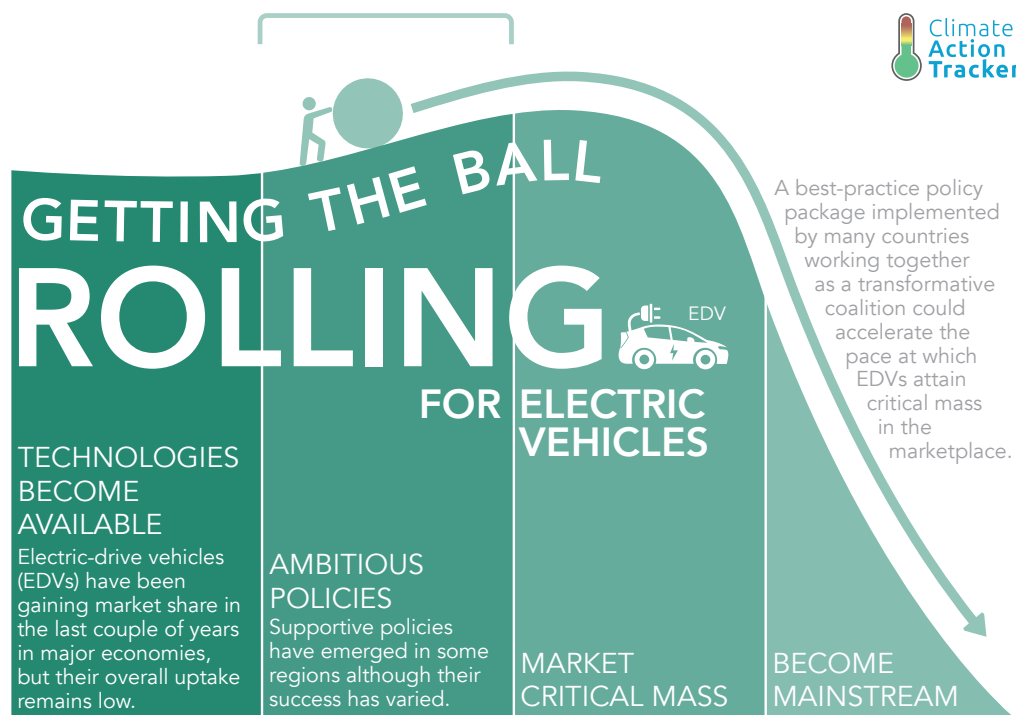 Climate
Action
Tracker
GETTING THE BALL
ROLLING
EDV
FOR ELECTRIC
VEHICLES
A best-practice policy
package implemented
by many countries
working together
as a transformative
coalition could
accelerate the
pace at which
EDVs attain
critical mass
in the
marketplace.
TECHNOLOGIES
BECOME
AVAILABLE
Electric-drive vehicles
(EDVs) have been
gaining market share in
the last couple of years
in major economies,
but their overall uptake
remains low.
AMBITIOUS
POLICIES
Supportive policies
have emerged in some
regions although their
success has varied.
MARKET
CRITICAL MASS
BECOME
MAINSTREAM